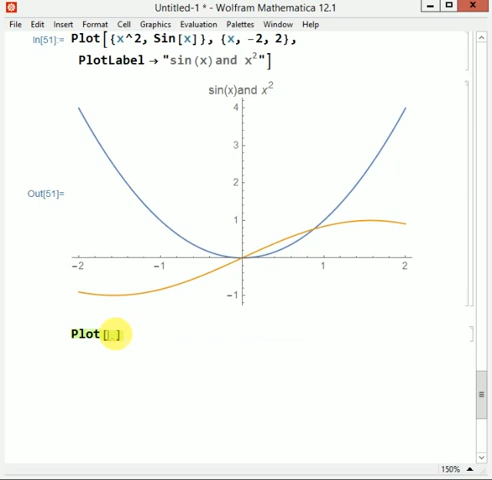 Untitled-1 * - Wolfram Mathematica 12.1
File Edit Insert Format Cell Graphics Evaluation Palettes Window Help
In[51]:= Plot[{x^2, Sin[x]}, {x, -2, 2},
PlotLabel → "sin(x)and x²"]
sin(x)and x²
4
3
2
1
-2 -1 1 2
-1
Out[51]=
Plot[ ]
150%